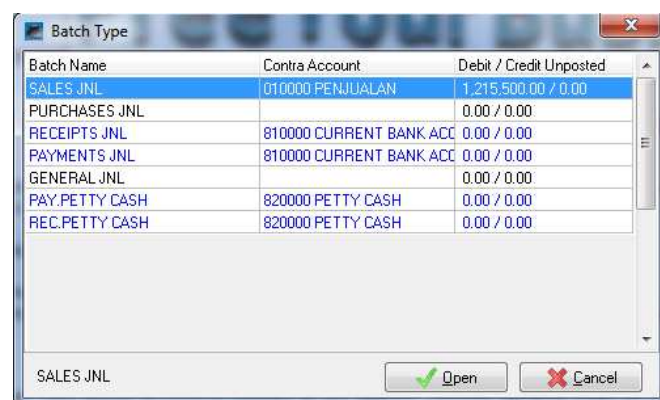 Batch Type
Batch Name Contra Account Debit / Credit Unposted
SALES JNL 010000 PENJUALAN 1,215,500.00 / 0.00
PURCHASES JNL 0.00 / 0.00
RECEIPTS JNL 810000 CURRENT BANK ACC 0.00 / 0.00
PAYMENTS JNL 810000 CURRENT BANK ACC 0.00 / 0.00
GENERAL JNL 0.00 / 0.00
PAY.PETTY CASH 820000 PETTY CASH 0.00 / 0.00
REC.PETTY CASH 820000 PETTY CASH 0.00 / 0.00
SALES JNL Open Cancel